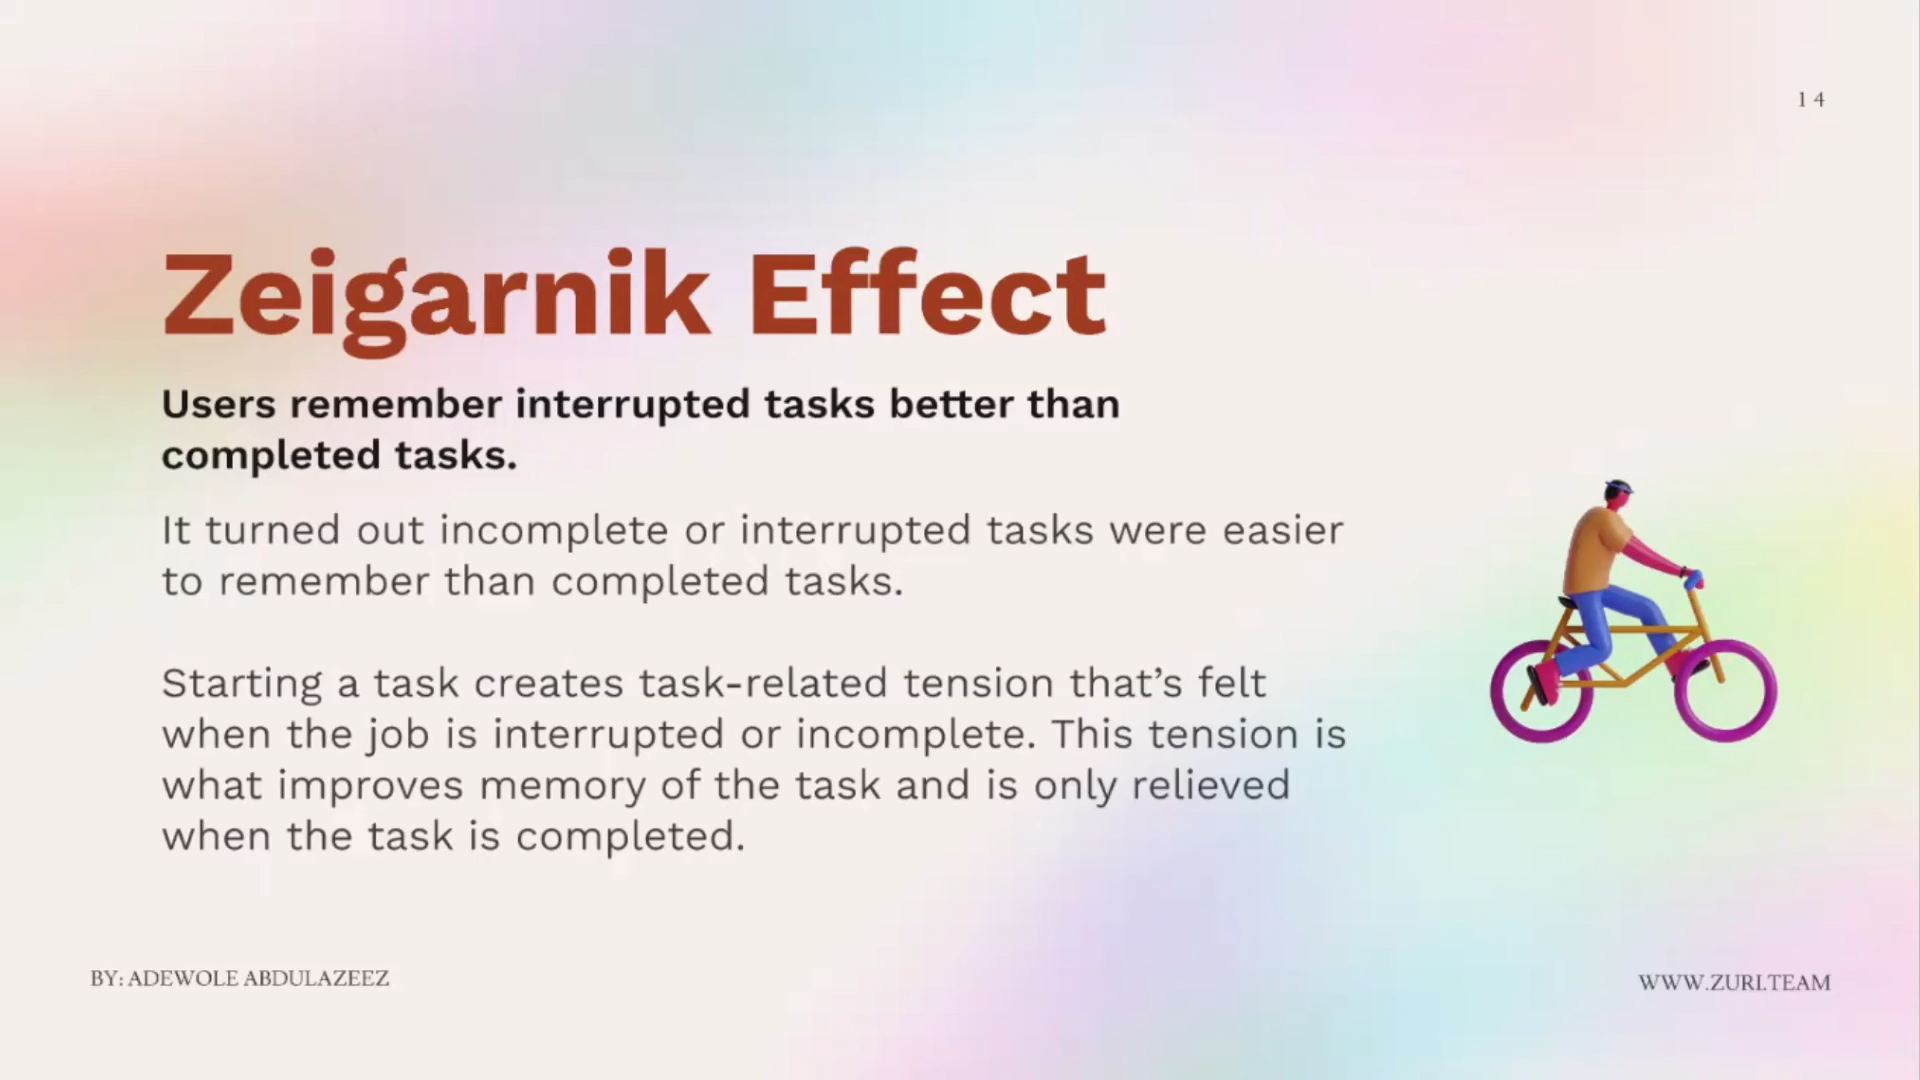 14
Zeigarnik Effect
Users remember interrupted tasks better than
completed tasks.
It turned out incomplete or interrupted tasks were easier
to remember than completed tasks.
Starting a task creates task-related tension that’s felt
when the job is interrupted or incomplete. This tension is
what improves memory of the task and is only relieved
when the task is completed.
BY: ADEWOLE ABDULAZEEZ
WWW.ZURI.TEAM